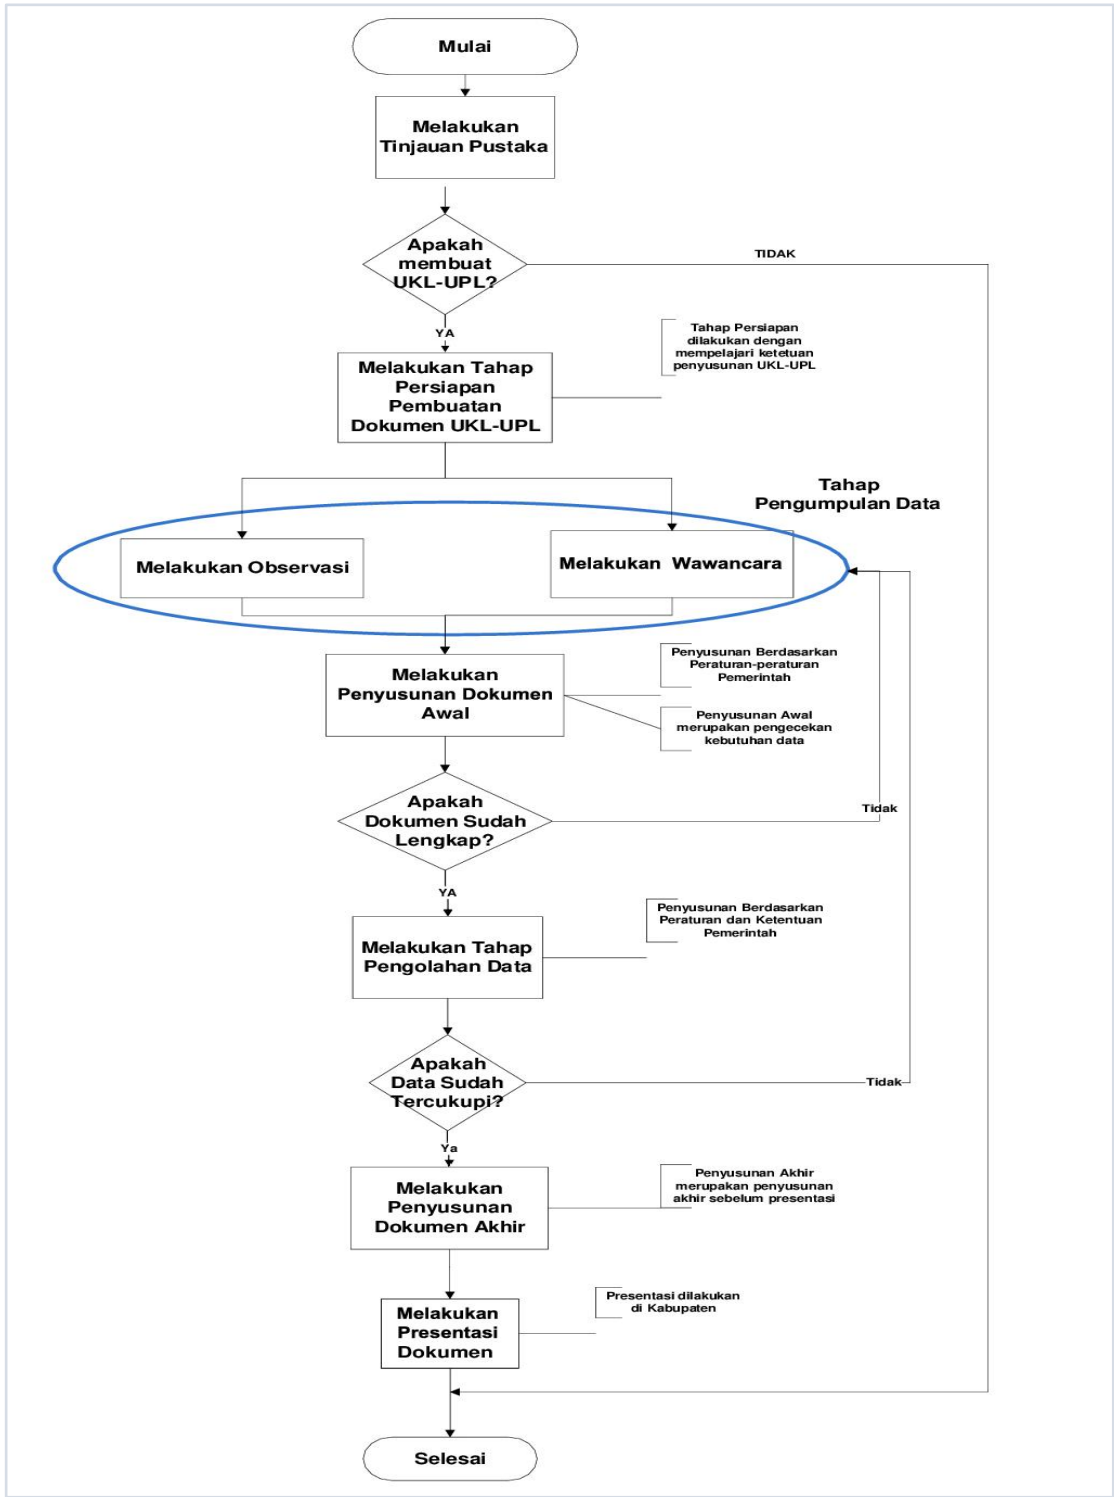 Mulai
Melakukan
Tinjauan Pustaka
Apakah
membuat
UKL-UPL?
TIDAK
YA
Tahap Persiapan
dilakukan dengan
mempelajari ketetuan
penyusunan UKL-UPL
Melakukan Tahap
Persiapan
Pembuatan
Dokumen UKL-UPL
Tahap
Pengumpulan Data
Melakukan Observasi
Melakukan Wawancara
Melakukan
Penyusunan Dokumen
Awal
Penyusunan Berdasarkan
Peraturan-peraturan
Pemerintah
Penyusunan Awal
merupakan pengecekan
kebutuhan data
Apakah
Dokumen Sudah
Lengkap?
Tidak
YA
Melakukan Tahap
Pengolahan Data
Penyusunan Berdasarkan
Peraturan dan Ketentuan
Pemerintah
Apakah
Data Sudah
Tercukupi?
Tidak
Ya
Melakukan
Penyusunan
Dokumen Akhir
Penyusunan Akhir
merupakan penyusunan
akhir sebelum presentasi
Melakukan
Presentasi
Dokumen
Presentasi dilakukan
di Kabupaten
Selesai